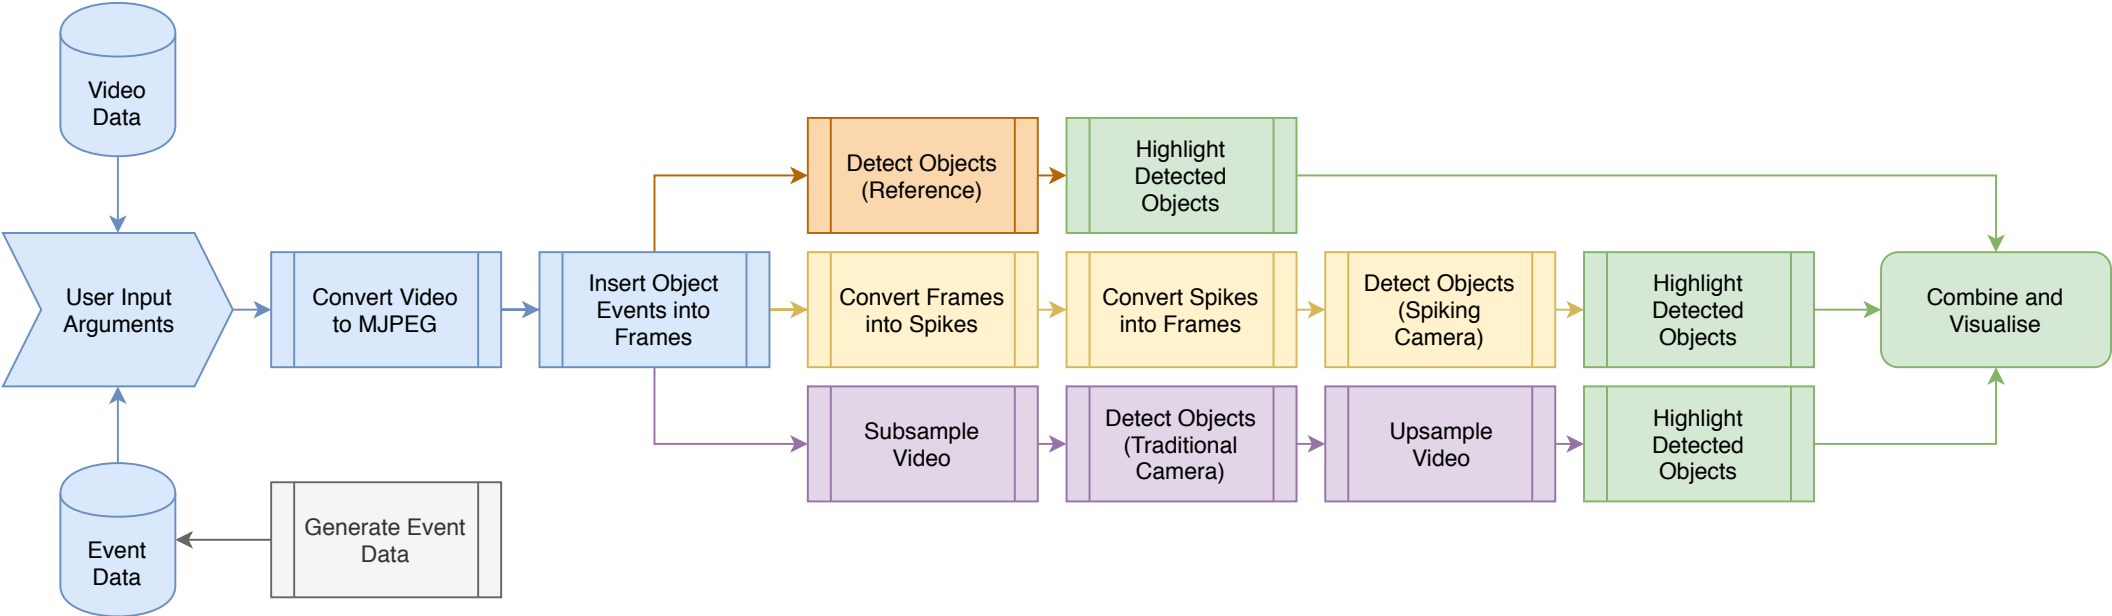 Video
Data
User Input
Arguments
Event
Data
Generate Event
Data
Convert Video
to MJPEG
Insert Object
Events into
Frames
Detect Objects
(Reference)
Highlight
Detected
Objects
Convert Frames
into Spikes
Convert Spikes
into Frames
Detect Objects
(Spiking
Camera)
Highlight
Detected
Objects
Subsample
Video
Detect Objects
(Traditional
Camera)
Upsample
Video
Highlight
Detected
Objects
Combine and
Visualise